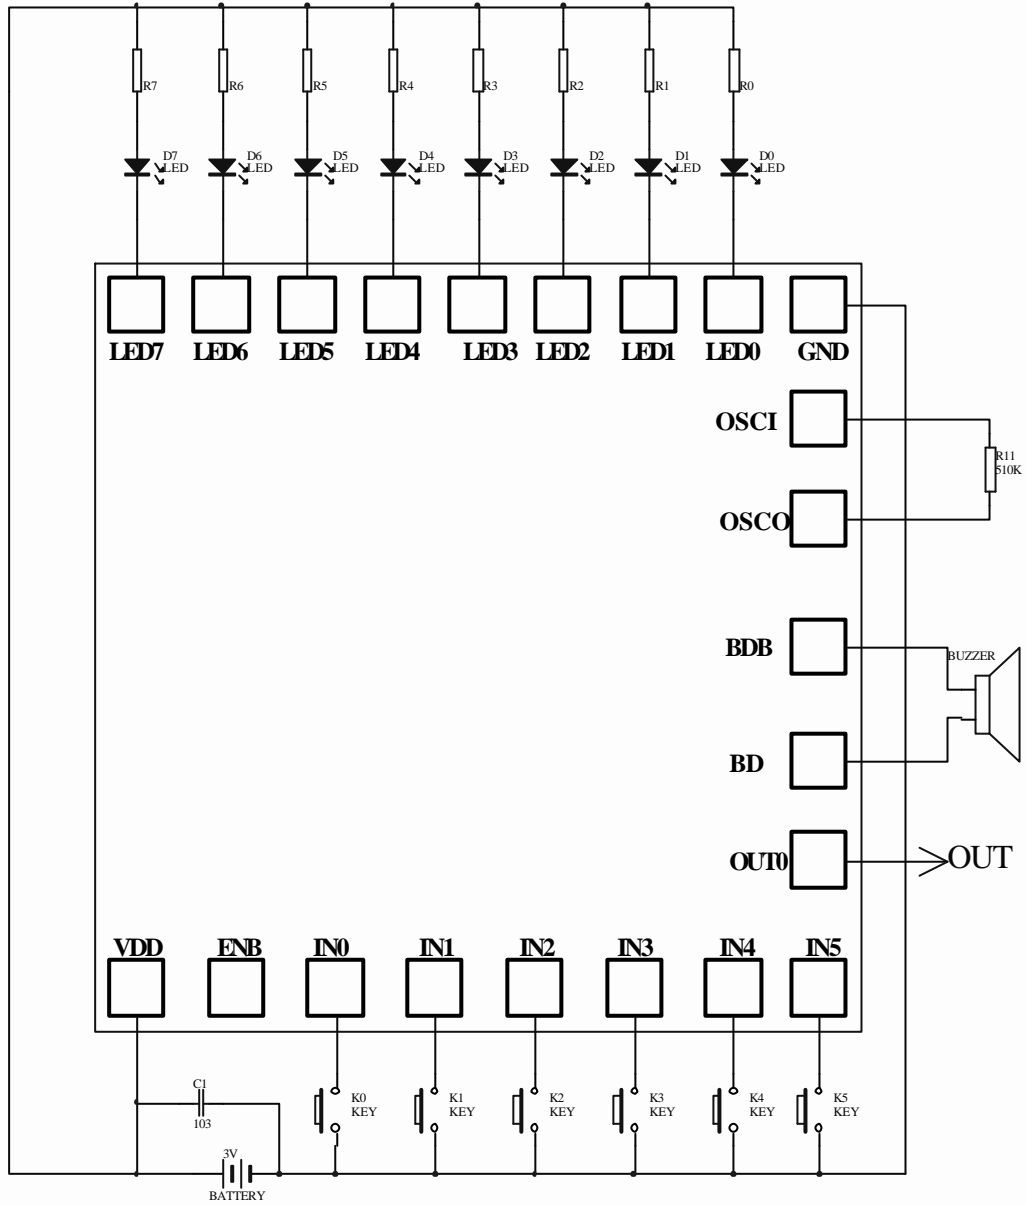 R7 R6 R5 R4 R3 R2 R1 R0
D7 D6 D5 D4 D3 D2 D1 D0
LED LED LED LED LED LED LED LED
LED7 LED6 LED5 LED4 LED3 LED2 LED1 LED0 GND
OSCI
R11
510K
OSCO
BDB
BUZZER
BD
OUT0
OUT
VDD ENB IN0 IN1 IN2 IN3 IN4 IN5
C1
103
K0 K1 K2 K3 K4 K5
KEY KEY KEY KEY KEY KEY
3V
BATTERY